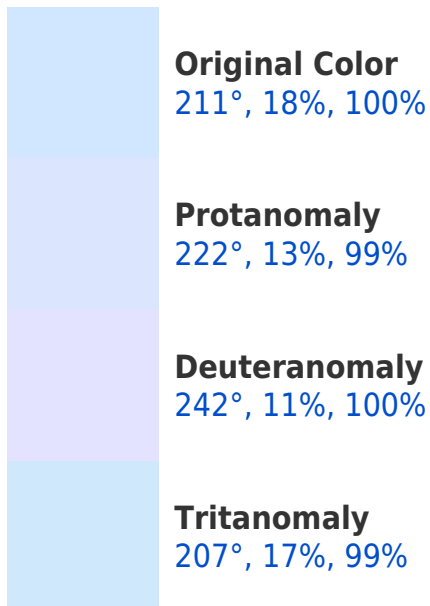 Original Color
211°, 18%, 100%
Protanomaly
222°, 13%, 99%
Deuteranomaly
242°, 11%, 100%
Tritanomaly
207°, 17%, 99%